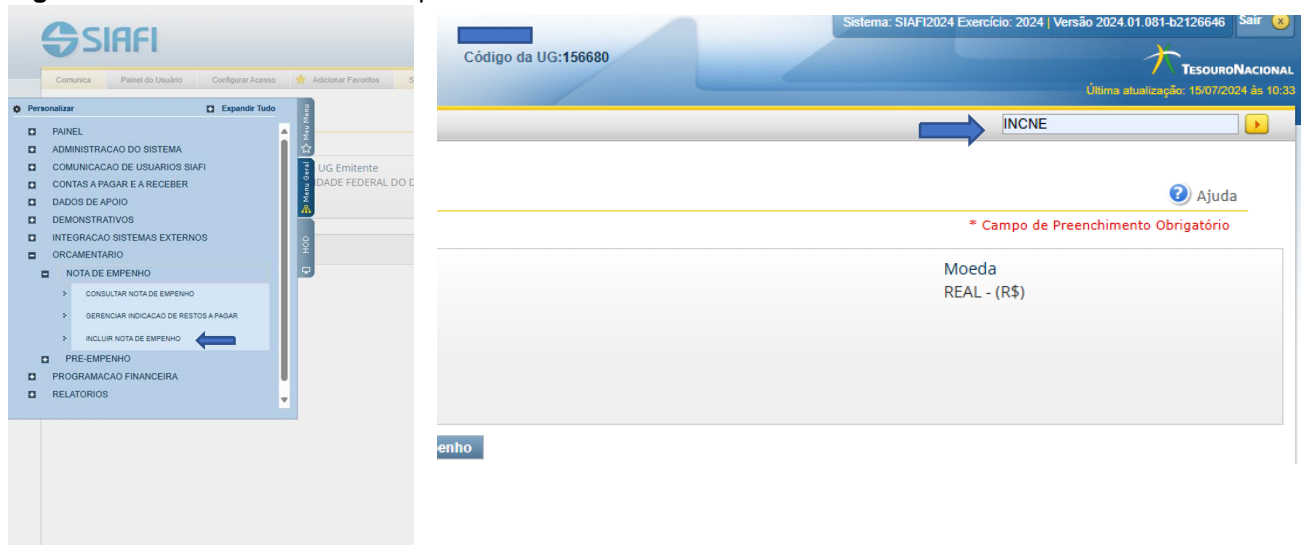 SIAFI
Comunica Painel do Usuário Configurar Acesso Adicionar Favoritos
Personalizar Expandir Tudo
PAINEL
ADMINISTRACAO DO SISTEMA
COMUNICACAO DE USUARIOS SIAFI
CONTAS A PAGAR E A RECEBER
DADOS DE APOIO
DEMONSTRATIVOS
INTEGRACAO SISTEMAS EXTERNOS
ORCAMENTARIO
NOTA DE EMPENHO
CONSULTAR NOTA DE EMPENHO
GERENCIAR INDICACAO DE RESTOS A PAGAR
INCLUIR NOTA DE EMPENHO
PRE-EMPENHO
PROGRAMACAO FINANCEIRA
RELATORIOS
Meu Menu
Menu Geral
HOD
UG Emitente
IDADE FEDERAL DO D
Sistema: SIAFI2024 Exercício: 2024 | Versão 2024.01.081-b2126646 Sair
Código da UG:156680
TESOURONACIONAL
Última atualização: 15/07/2024 às 10:33
INCNE
Ajuda
* Campo de Preenchimento Obrigatório
Moeda
REAL - (R$)
enho